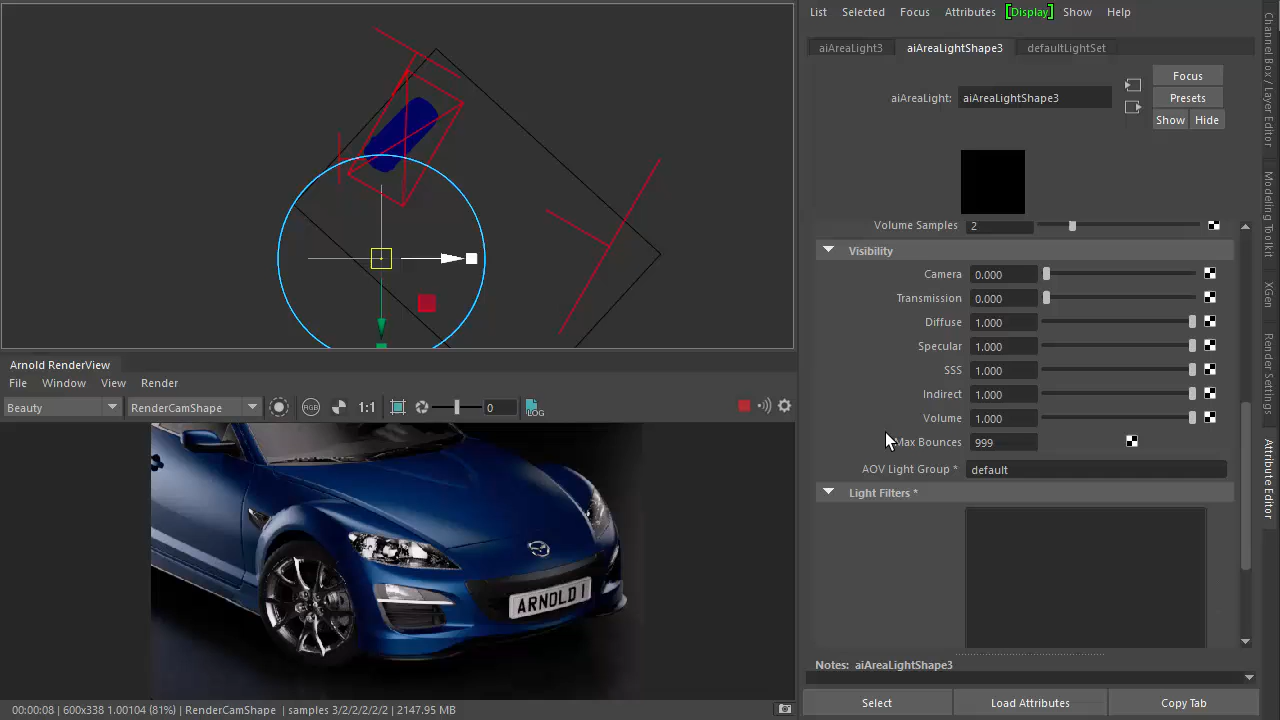 List Selected Focus Attributes [Display] Show Help
aiAreaLight3 aiAreaLightShape3 defaultLightSet
Focus
aiAreaLight: aiAreaLightShape3
Presets
Show Hide
Volume Samples 2
Visibility
Camera 0.000
Transmission 0.000
Diffuse 1.000
Specular 1.000
SSS 1.000
Indirect 1.000
Volume 1.000
Max Bounces 999
AOV Light Group * default
Light Filters *
Notes: aiAreaLightShape3
Select Load Attributes Copy Tab
Channel Box / Layer Editor
Modeling Toolkit
XGen
Render Settings
Attribute Editor
Arnold RenderView
File Window View Render
Beauty RenderCamShape RGB 1:1 0 LOG
ARNOLD 1
00:00:08 | 600x338 1.00104 (81%) | RenderCamShape | samples 3/2/2/2/2/2 | 2147.95 MB